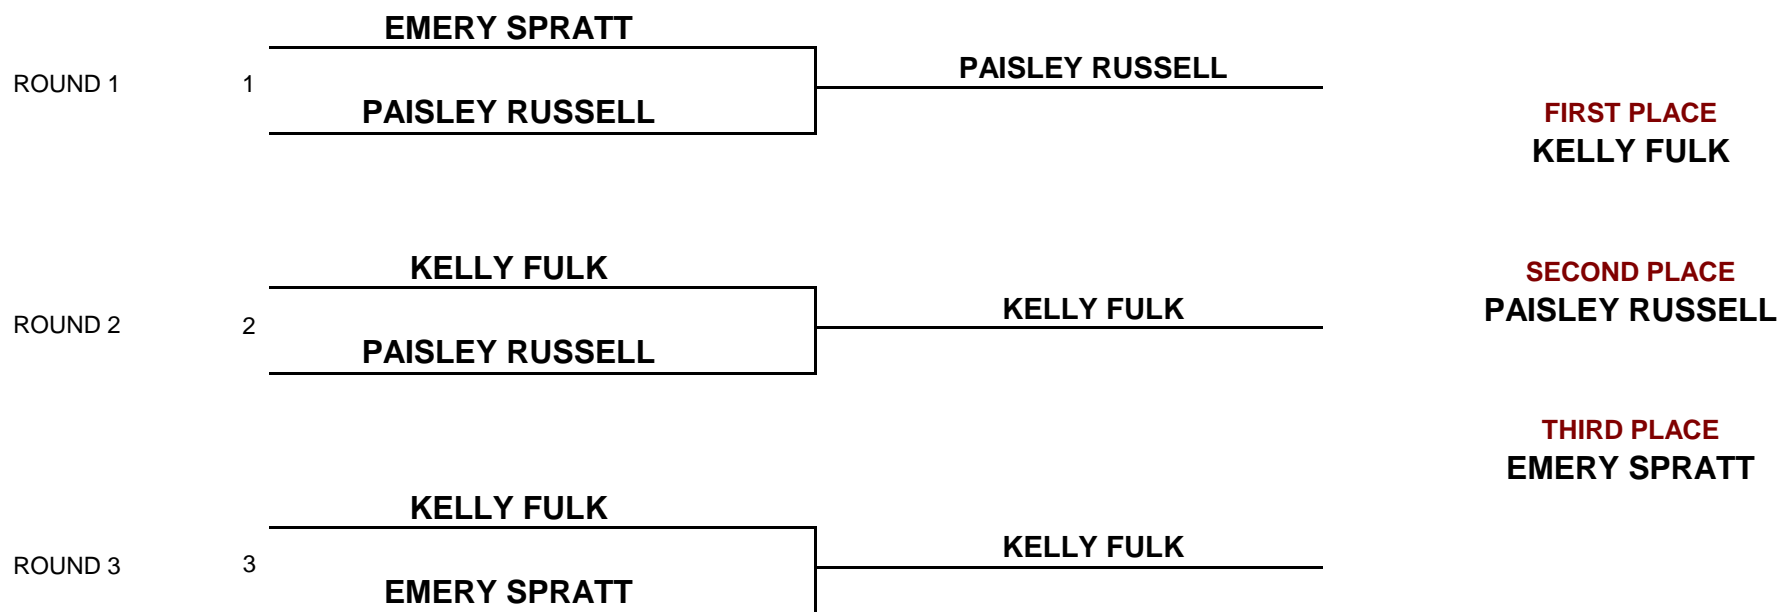 EMERY SPRATT
ROUND 1 1 PAISLEY RUSSELL
PAISLEY RUSSELL
FIRST PLACE
KELLY FULK
KELLY FULK
ROUND 2 2 KELLY FULK
PAISLEY RUSSELL
SECOND PLACE
PAISLEY RUSSELL
THIRD PLACE
EMERY SPRATT
KELLY FULK
ROUND 3 3 KELLY FULK
EMERY SPRATT